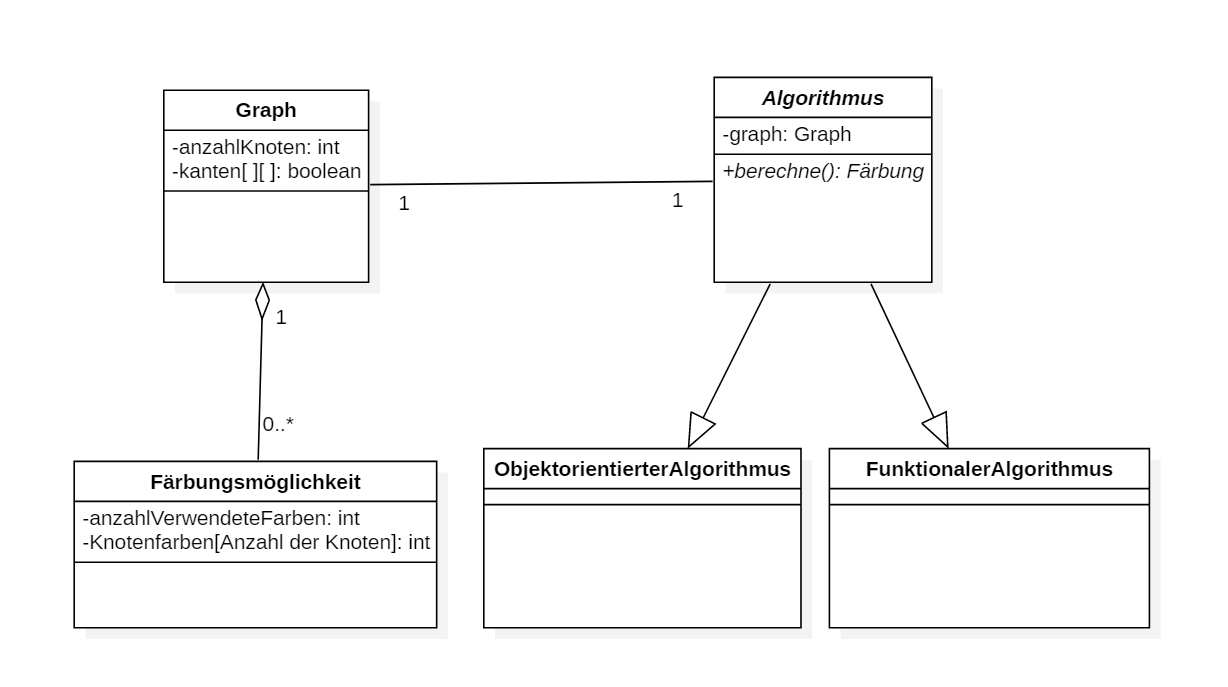 Graph
-anzahlKnoten: int
-kanten[ ][ ]: boolean
Algorithmus
-graph: Graph
+berechne(): Färbung
1
1
1
0..*
Färbungsmöglichkeit
-anzahlVerwendeteFarben: int
-Knotenfarben[Anzahl der Knoten]: int
ObjektorientierterAlgorithmus
FunktionalerAlgorithmus